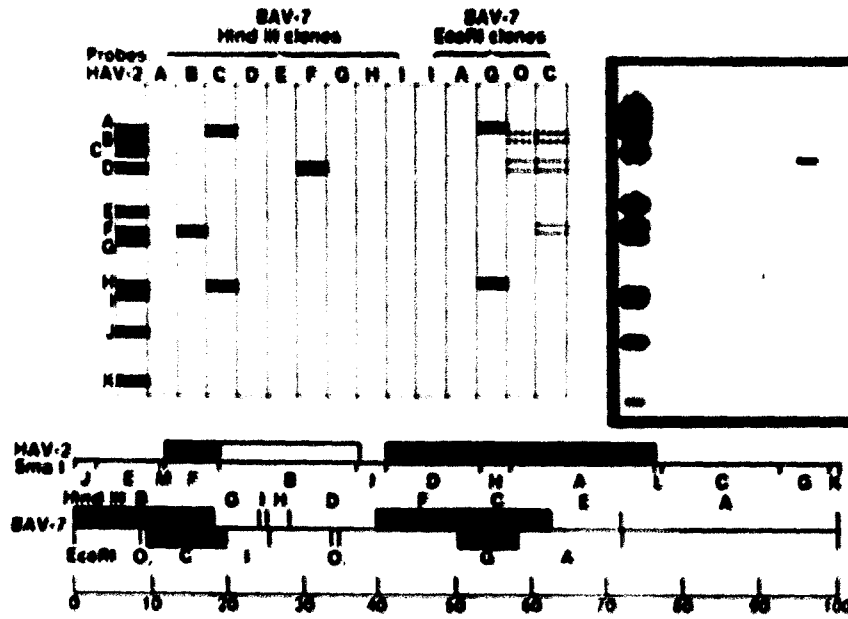 BAV-7 BAV-7
Hind III clones EcoRI clones
Probes
HAV-2 A B C D E F G H I I A G O C
A
B
C
D
E
F
G
H
I
J
K
HAV-2
Sma I J E M F B I D H A L C G K
Hind III B G I H D F C E A
BAV-7
EcoRI O C I O G A
0 10 20 30 40 50 60 70 80 90 100